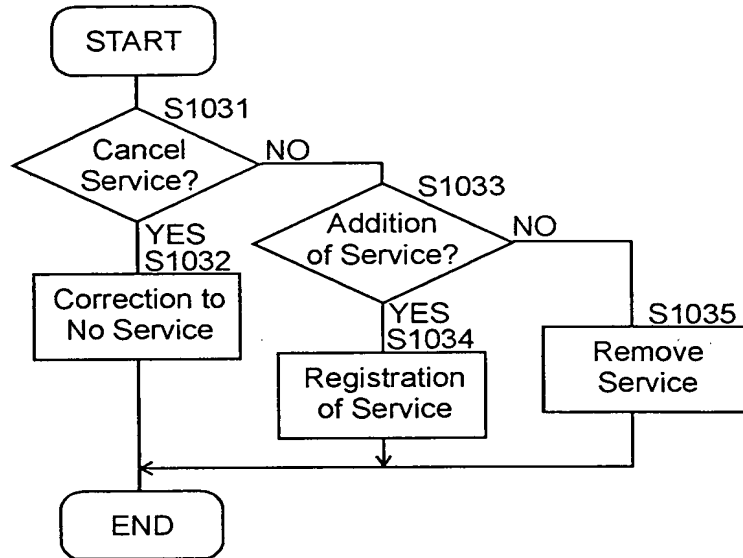 START
S1031
Cancel
Service?
NO
S1033
Addition
of Service?
NO
YES
S1032
Correction to
No Service
YES
S1034
Registration
of Service
S1035
Remove
Service
END